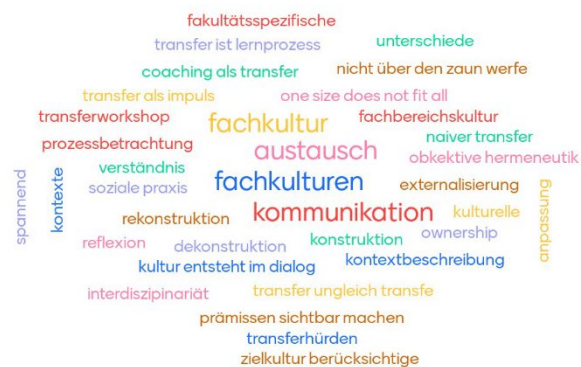 fakultätsspezifische
transfer ist lernprozess
unterschiede
coaching als transfer
nicht über den zaun werfe
transfer als impuls
one size does not fit all
transferworkshop
fachkultur
fachbereichskultur
prozessbetrachtung
austausch
naiver transfer
verständnis
obkektive hermeneutik
spannend
kontexte
soziale praxis
fachkulturen
externalisierung
anpassung
rekonstruktion
kommunikation
kulturelle
reflexion
dekonstruktion
konstruktion
ownership
kultur entsteht im dialog
kontextbeschreibung
interdiszipinariät
transfer ungleich transfe
prämissen sichtbar machen
transferhürden
zielkultur berücksichtige